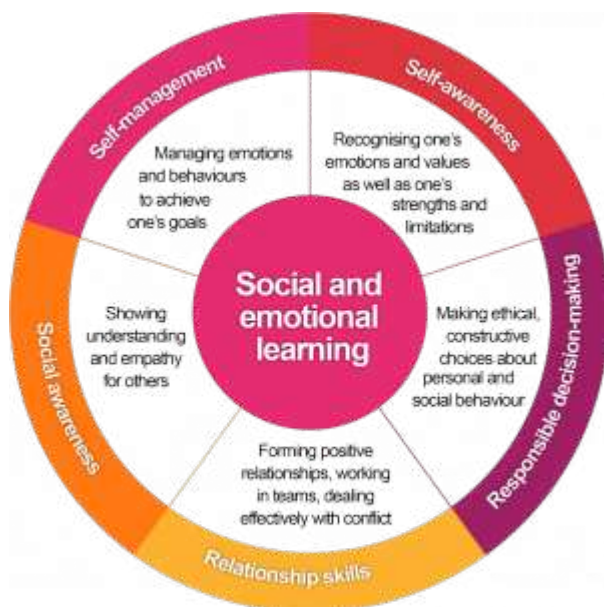 Self-management
Self-awareness
Managing emotions
and behaviours
to achieve
one's goals
Recognising one's
emotions and values
as well as one's
strengths and
limitations
Social and
emotional
learning
Showing
understanding
and empathy
for others
Making ethical,
constructive
choices about
personal and
social behaviour
Social awareness
Responsible decision-making
Forming positive
relationships, working
in teams, dealing
effectively with conflict
Relationship skills